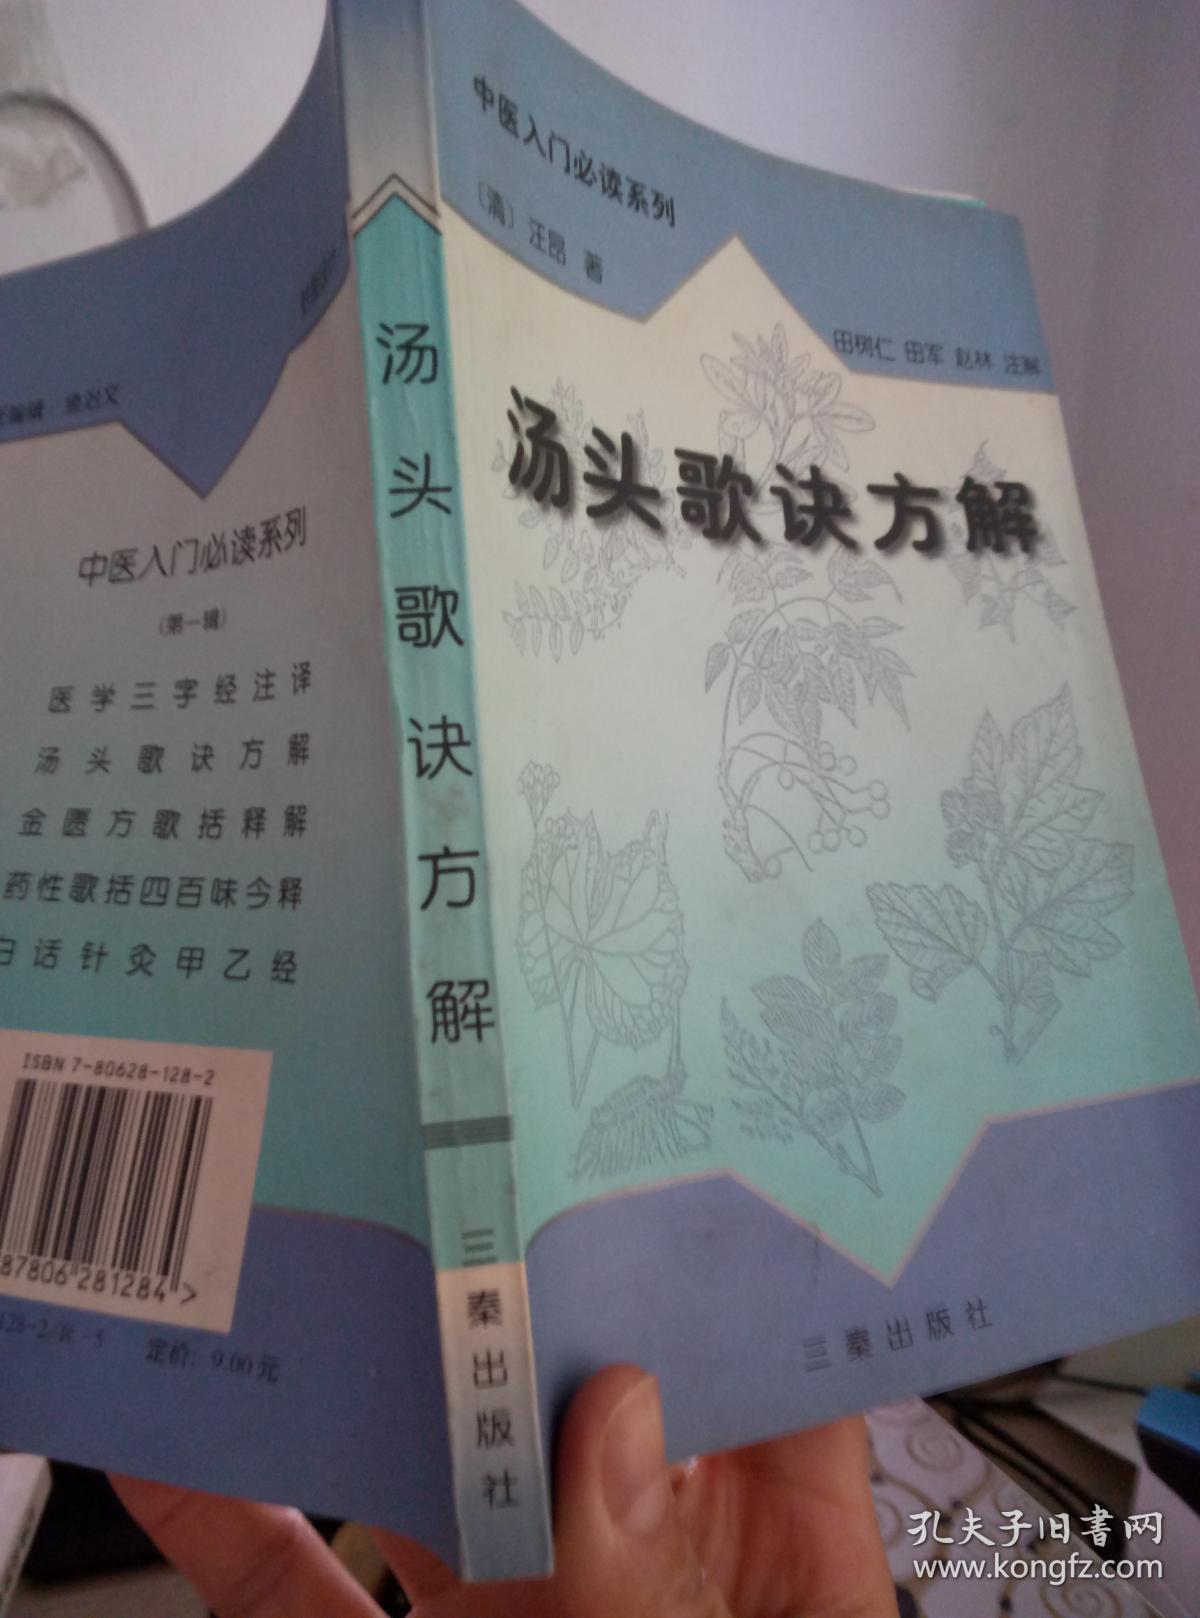 中医入门必读系列
〔清〕汪昂 著
田树仁 田军 赵林 注解
汤头歌诀方解
三秦出版社
汤头歌诀方解
三秦出版社
中医入门必读系列
(第一辑)
医学三字经注译
汤头歌诀方解
金匮方歌括释解
药性歌括四百味今释
白话针灸甲乙经
ISBN 7-80628-128-2
787806 281284 >
定价：9.00元
孔夫子旧書网
www.kongfz.com